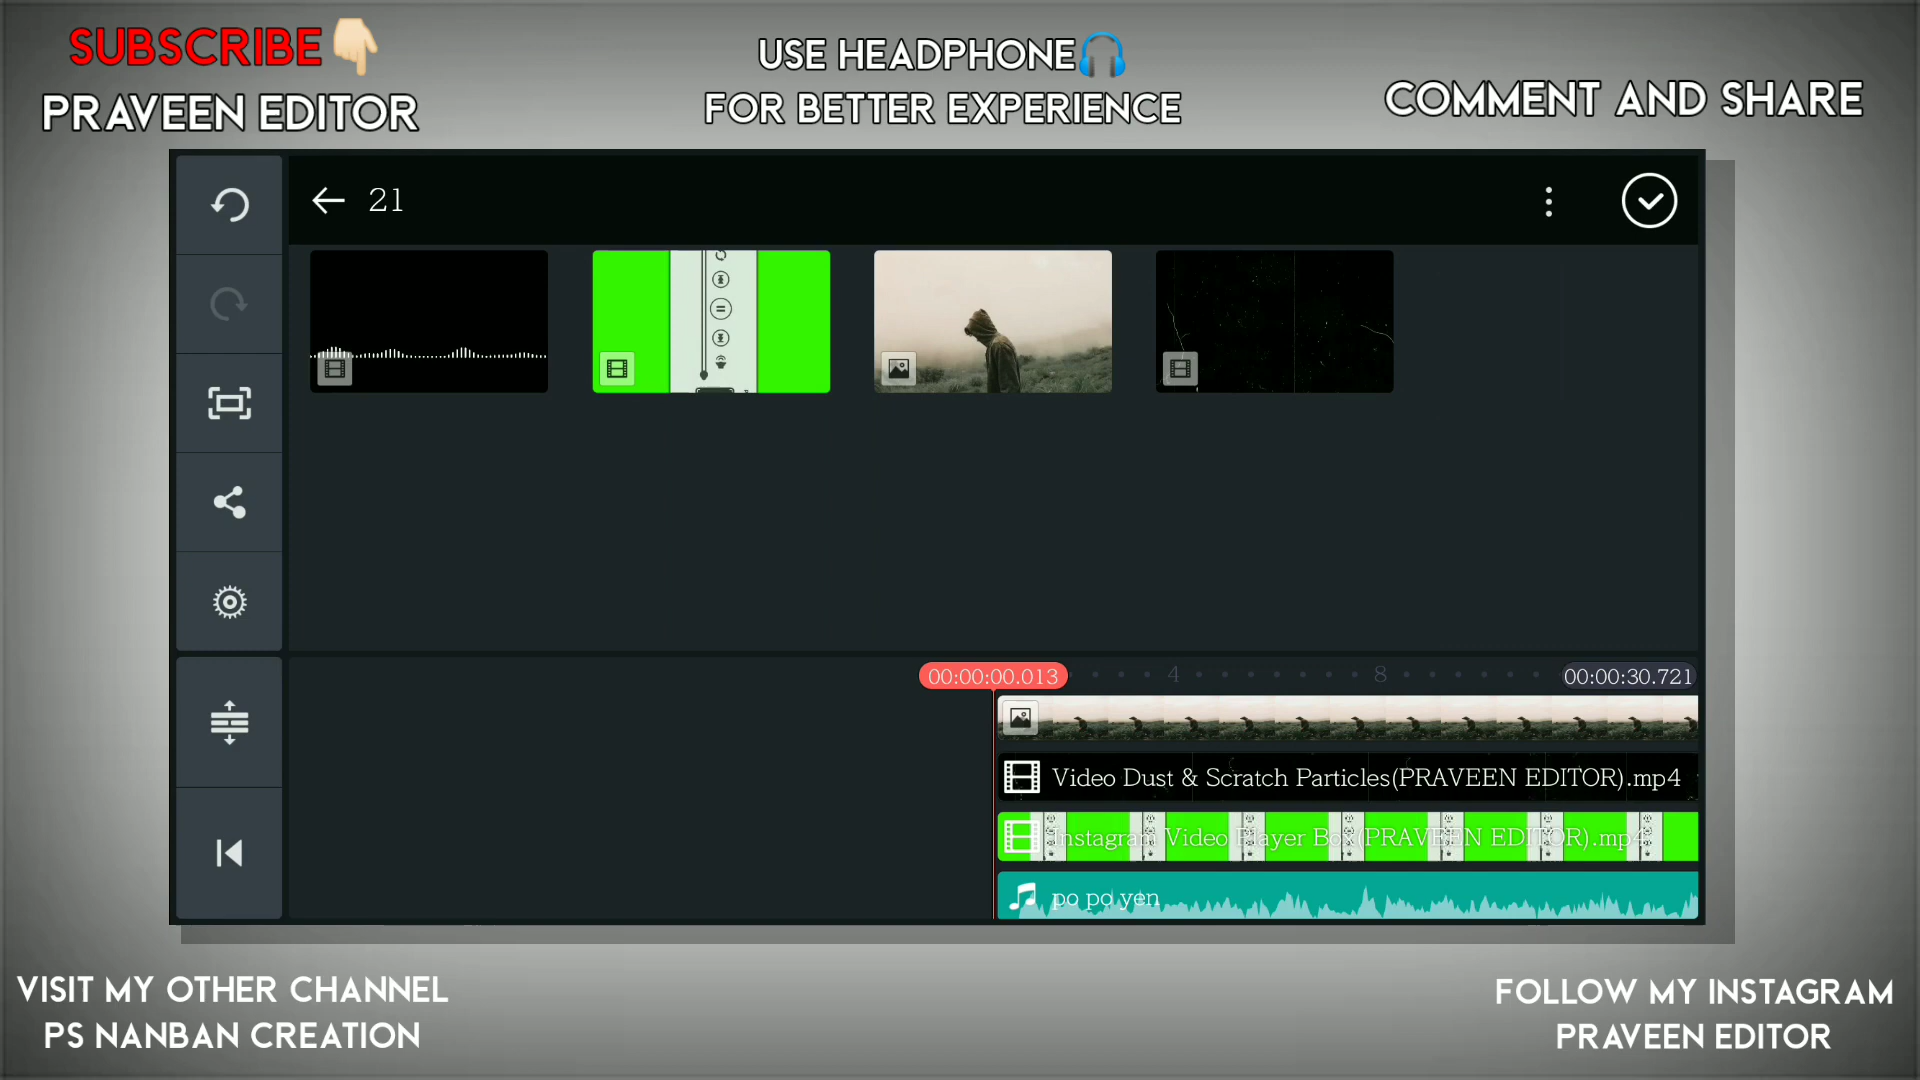 SUBSCRIBE
PRAVEEN EDITOR
USE HEADPHONE
FOR BETTER EXPERIENCE
COMMENT AND SHARE
21
00:00:00.013
4
8
00:00:30.721
Video Dust & Scratch Particles(PRAVEEN EDITOR).mp4
Instagram Video Player Box(PRAVEEN EDITOR).mp4
po po yen
VISIT MY OTHER CHANNEL
PS NANBAN CREATION
FOLLOW MY INSTAGRAM
PRAVEEN EDITOR